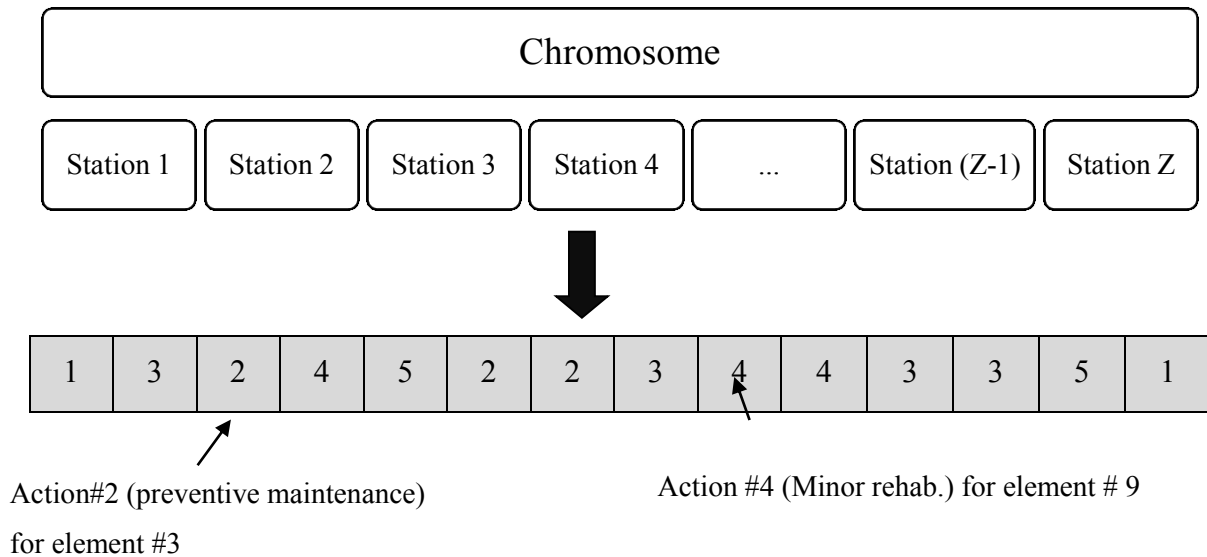 Chromosome
Station 1 Station 2 Station 3 Station 4 ... Station (Z-1) Station Z
1 3 2 4 5 2 2 3 4 4 3 3 5 1
Action#2 (preventive maintenance)
for element #3
Action #4 (Minor rehab.) for element # 9